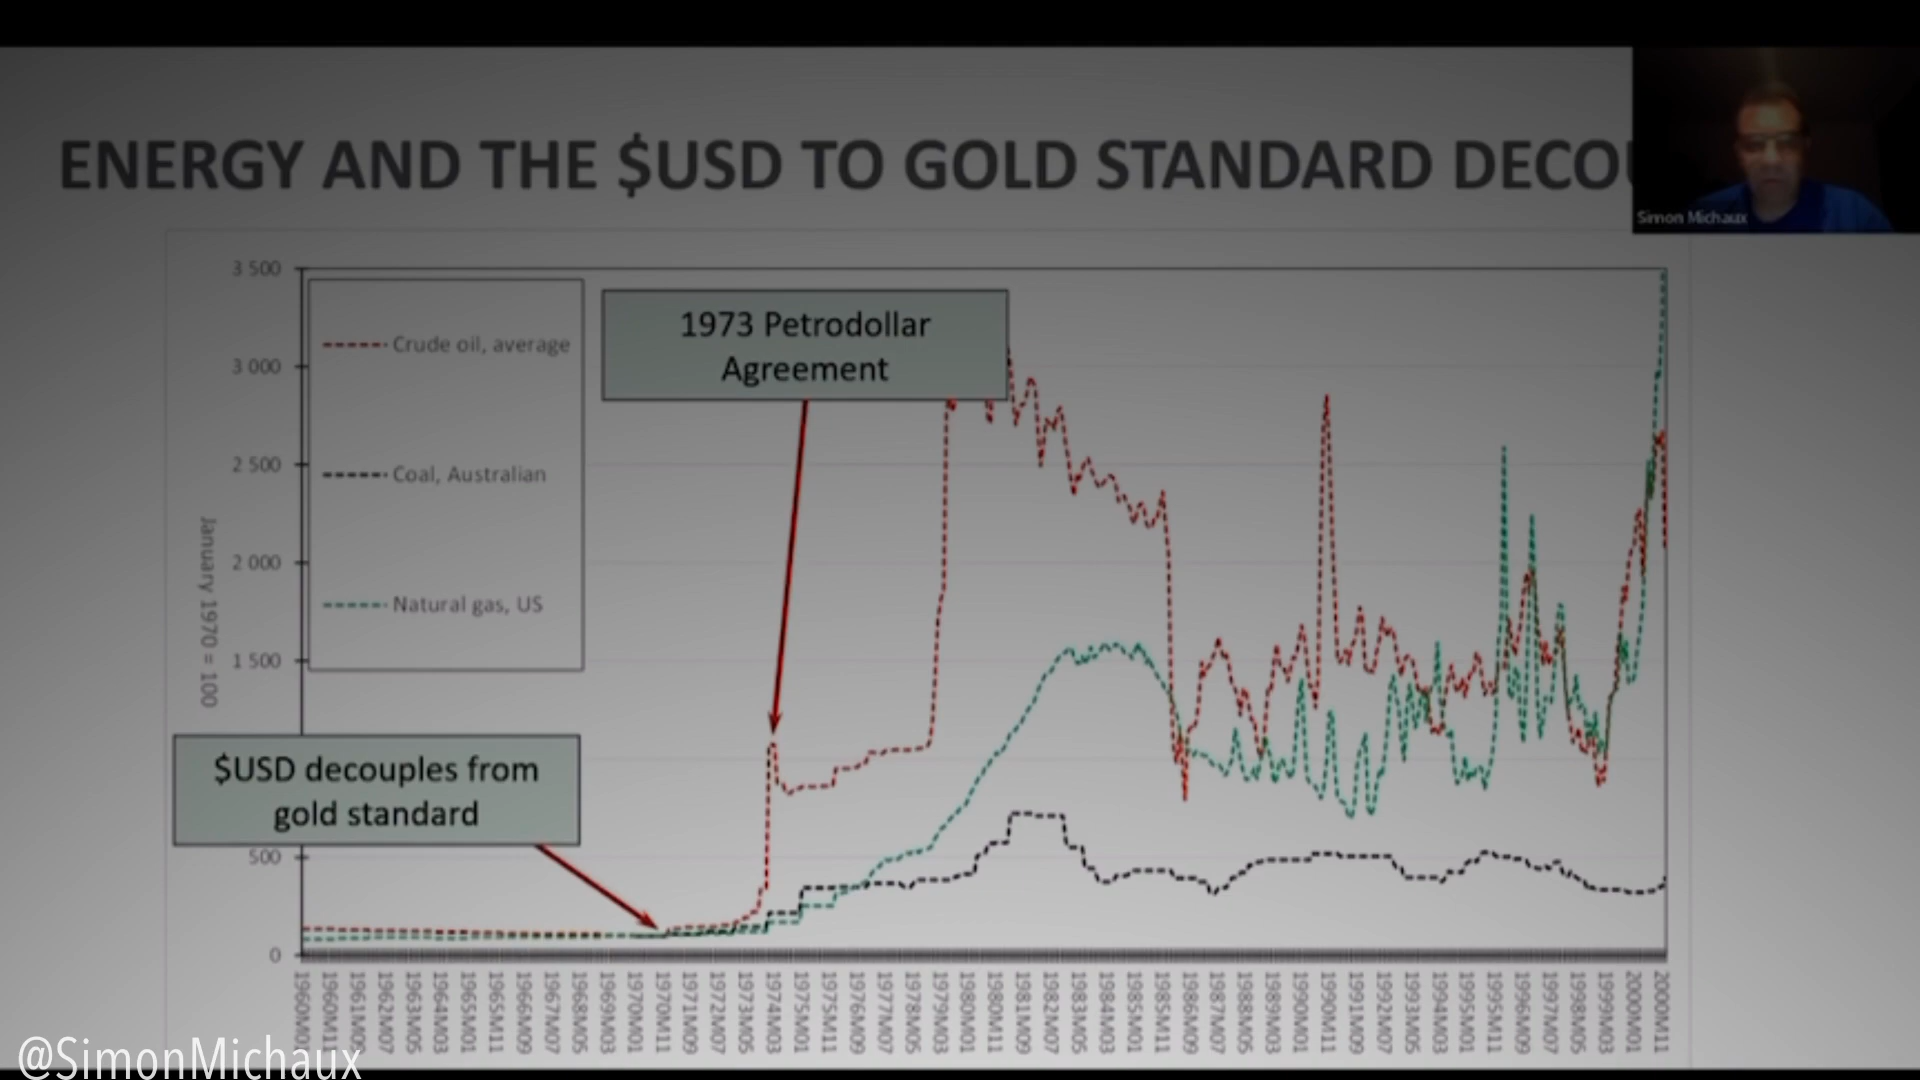 ENERGY AND THE $USD TO GOLD STANDARD DECOU
Simon Michaux
3 500
3 000
2 500
2 000
1 500
500
0
January 1970 = 100
Crude oil, average
Coal, Australian
Natural gas, US
1973 Petrodollar
Agreement
$USD decouples from
gold standard
1960M0
1960M11
1961M09
1962M07
1963M05
1964M03
1965M01
1965M11
1966M09
1967M07
1968M05
1969M03
1970M01
1970M11
1971M09
1972M07
1973M05
1974M03
1975M01
1975M11
1976M09
1977M07
1978M05
1979M03
1980M01
1980M11
1981M09
1982M07
1983M05
1984M03
1985M01
1985M11
1986M09
1987M07
1988M05
1989M03
1990M01
1990M11
1991M09
1992M07
1993M05
1994M03
1995M01
1995M11
1996M09
1997M07
1998M05
1999M03
2000M01
2000M11
@SimonMichaux